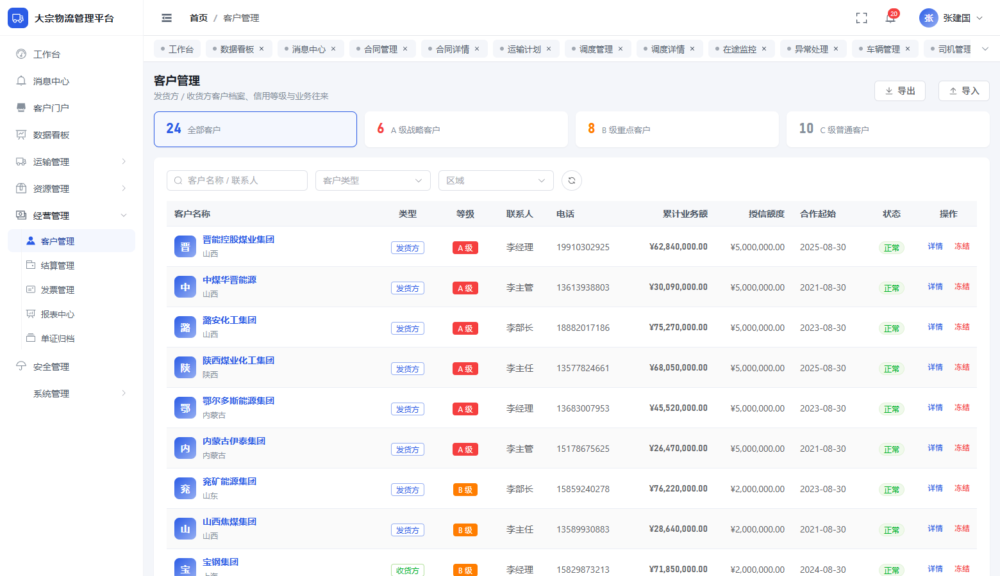 大宗物流管理平台
首页 / 客户管理
20
张 张建国
工作台
数据看板 ×
消息中心 ×
合同管理 ×
合同详情 ×
运输计划 ×
调度管理 ×
调度详情 ×
在途监控 ×
异常处理 ×
车辆管理 ×
司机管理
工作台
消息中心
客户门户
数据看板
运输管理
资源管理
经营管理
客户管理
结算管理
发票管理
报表中心
单证归档
安全管理
系统管理
客户管理
发货方 / 收货方客户档案、信用等级与业务往来
导出
导入
24 全部客户
6 A 级战略客户
8 B 级重点客户
10 C 级普通客户
客户名称 / 联系人
客户类型
区域
客户名称 类型 等级 联系人 电话 累计业务额 授信额度 合作起始 状态 操作
晋 晋能控股煤业集团 山西 发货方 A 级 李经理 19910302925 ¥62,840,000.00 ¥5,000,000.00 2025-08-30 正常 详情 冻结
中 中煤华晋能源 山西 发货方 A 级 李主管 13613938803 ¥30,090,000.00 ¥5,000,000.00 2021-08-30 正常 详情 冻结
潞 潞安化工集团 山西 发货方 A 级 李部长 18882017186 ¥75,270,000.00 ¥5,000,000.00 2023-08-30 正常 详情 冻结
陕 陕西煤业化工集团 陕西 发货方 A 级 李主任 13577824661 ¥68,050,000.00 ¥5,000,000.00 2025-08-30 正常 详情 冻结
鄂 鄂尔多斯能源集团 内蒙古 发货方 A 级 李经理 13683007953 ¥45,520,000.00 ¥5,000,000.00 2023-08-30 正常 详情 冻结
内 内蒙古伊泰集团 内蒙古 发货方 A 级 李主管 15178675625 ¥26,470,000.00 ¥5,000,000.00 2021-08-30 正常 详情 冻结
兖 兖矿能源集团 山东 发货方 B 级 李部长 15859240278 ¥76,220,000.00 ¥2,000,000.00 2023-08-30 正常 详情 冻结
山 山西焦煤集团 山西 发货方 B 级 李主任 13589930883 ¥28,640,000.00 ¥2,000,000.00 2021-08-30 正常 详情 冻结
宝 宝钢集团 上海 收货方 B 级 李经理 15829873213 ¥71,850,000.00 ¥2,000,000.00 2024-08-30 正常 详情 冻结